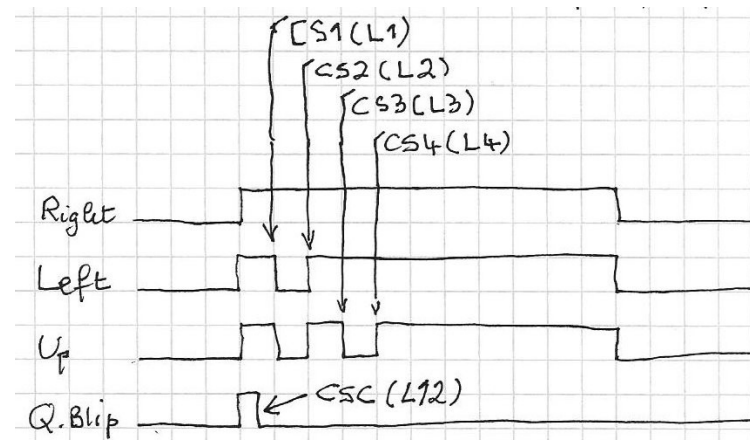 CS1(L1)
CS2(L2)
CS3(L3)
CS4(L4)
Right
Left
Up
Q.Blip
CSC(L12)